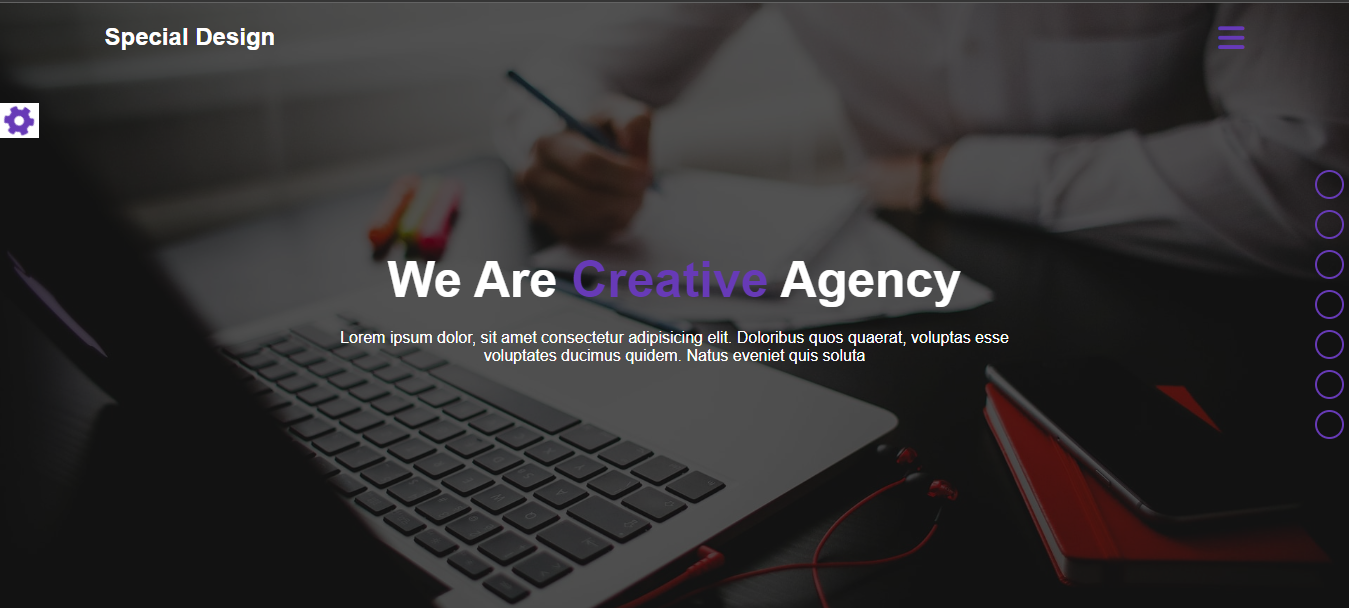 Special Design
We Are Creative Agency
Lorem ipsum dolor, sit amet consectetur adipisicing elit. Doloribus quos quaerat, voluptas esse
voluptates ducimus quidem. Natus eveniet quis soluta